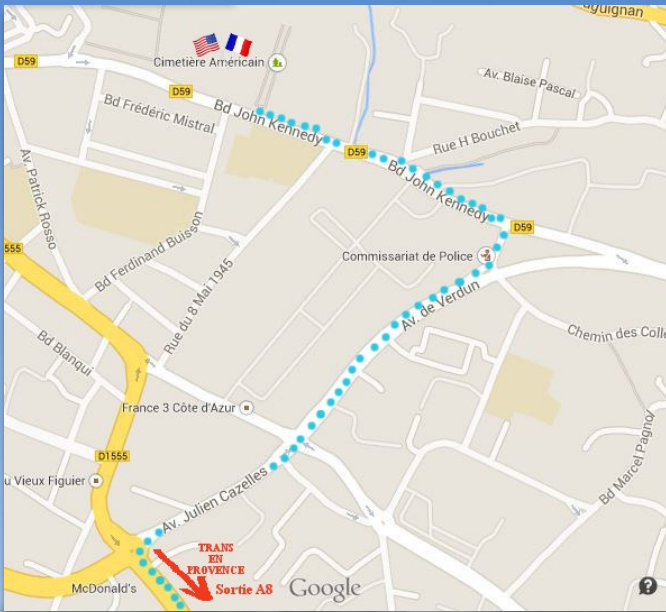 uguignan
D59
Cimetière Américain
Av. Blaise Pascal
D59
Bd Frédéric Mistral
Bd John Kennedy
Rue H Bouchet
D59
Av. Patrick Rosso
Bd John Kennedy
D59
555
Commissariat de Police
Bd Ferdinand Buisson
Rue du 8 Mai 1945
Av. de Verdun
Chemin des Colle
Bd Blanqui
France 3 Côte d'Azur
D1555
Bd Marcel Pagnol
u Vieux Figuier
Av. Julien Cazelles
TRANS
EN
PROVENCE
McDonald's
Sortie A8
Google
?